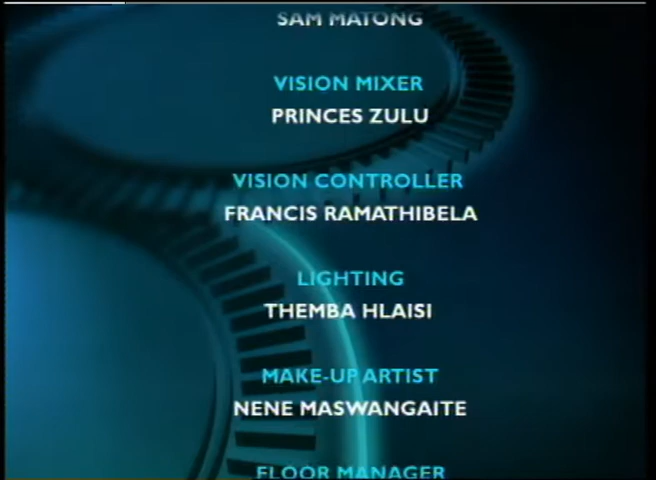 SAM MATONG
VISION MIXER
PRINCES ZULU
VISION CONTROLLER
FRANCIS RAMATHIBELA
LIGHTING
THEMBA HLAISI
MAKE-UP ARTIST
NENE MASWANGAITE
FLOOR MANAGER